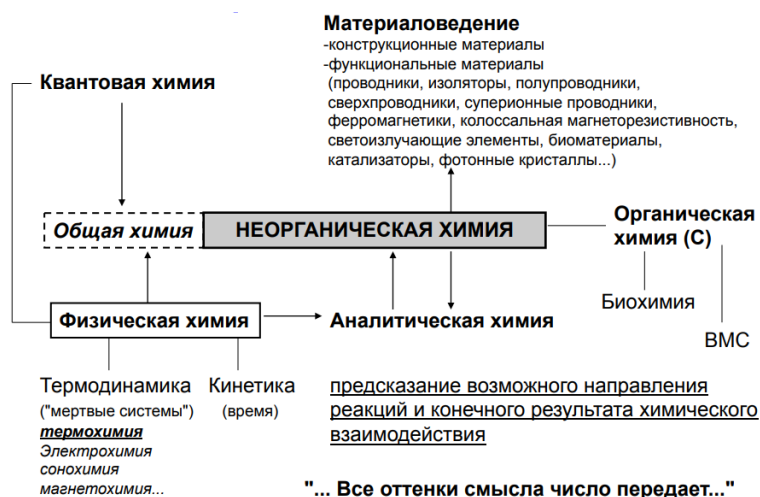 Материаловедение
-конструкционные материалы
-функциональные материалы
(проводники, изоляторы, полупроводники,
сверхпроводники, суперионные проводники,
ферромагнетики, колоссальная магнеторезистивность,
светоизлучающие элементы, биоматериалы,
катализаторы, фотонные кристаллы...)
Квантовая химия
Общая химия
НЕОРГАНИЧЕСКАЯ ХИМИЯ
Органическая
химия (С)
Биохимия
ВМС
Физическая химия
Аналитическая химия
Термодинамика
("мертвые системы")
термохимия
Электрохимия
сонохимия
магнетохимия...
Кинетика
(время)
предсказание возможного направления
реакций и конечного результата химического
взаимодействия
"... Все оттенки смысла число передает..."